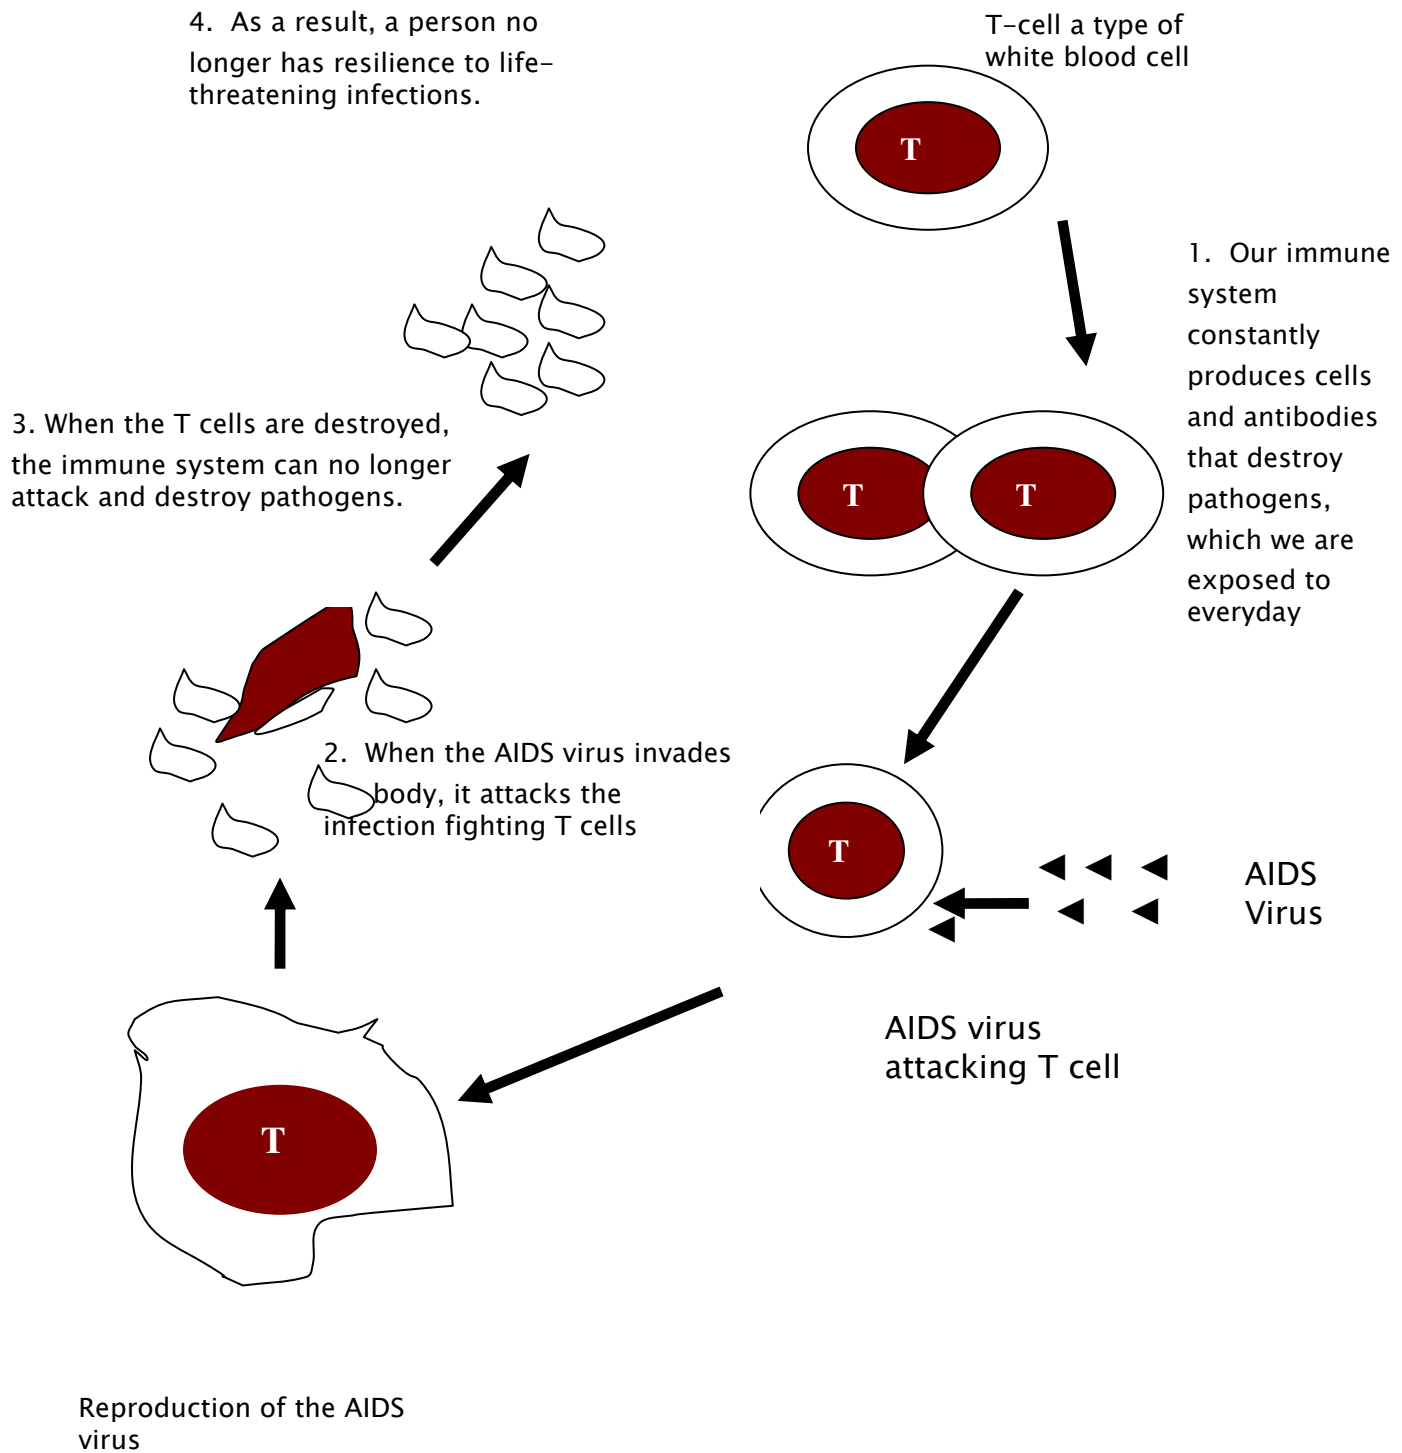 4. As a result, a person no
longer has resilience to life-
threatening infections.
T-cell a type of
white blood cell
T
1. Our immune
system
constantly
produces cells
and antibodies
that destroy
pathogens,
which we are
exposed to
everyday
3. When the T cells are destroyed,
the immune system can no longer
attack and destroy pathogens.
T
T
2. When the AIDS virus invades
body, it attacks the
infection fighting T cells
T
AIDS
Virus
AIDS virus
attacking T cell
T
Reproduction of the AIDS
virus